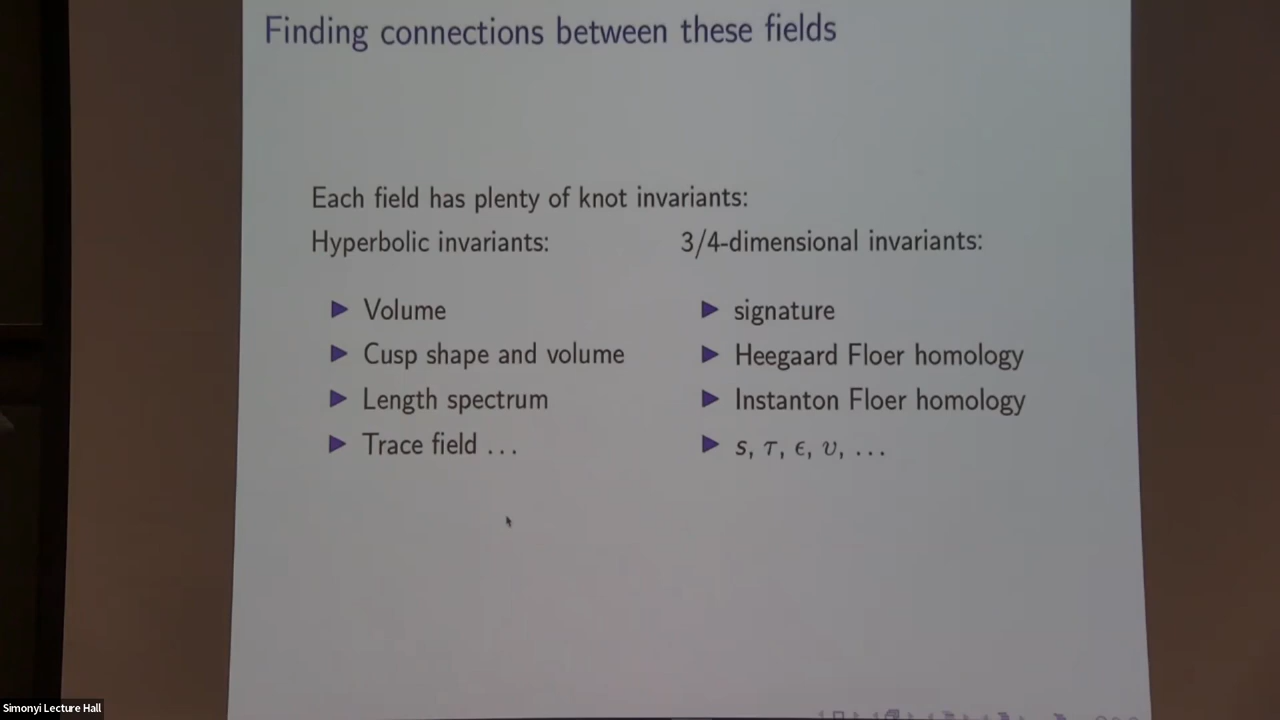 Finding connections between these fields
Each field has plenty of knot invariants:
Hyperbolic invariants:
▶ Volume
▶ Cusp shape and volume
▶ Length spectrum
▶ Trace field . . .
3/4-dimensional invariants:
▶ signature
▶ Heegaard Floer homology
▶ Instanton Floer homology
▶ s, τ, ϵ, υ, . . .
Simonyi Lecture Hall